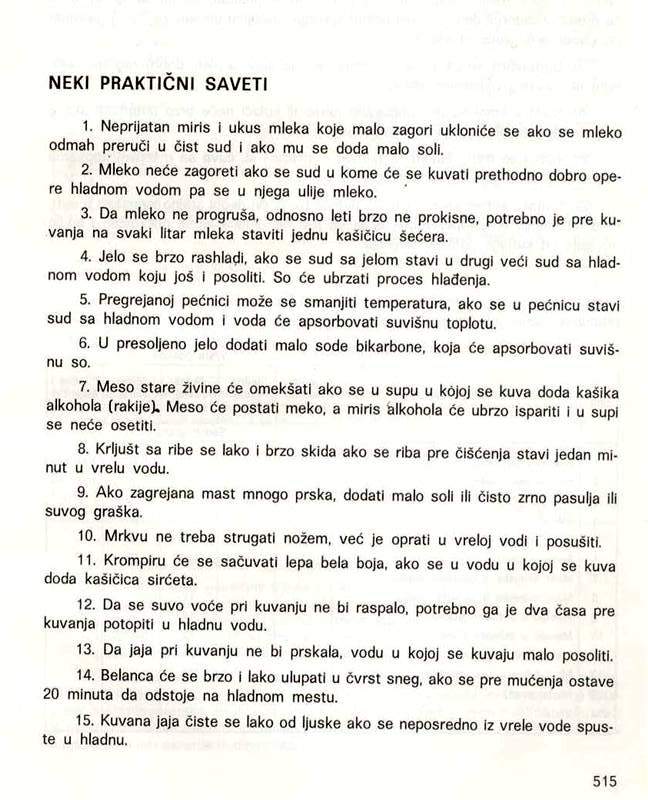 NEKI PRAKTIČNI SAVETI
1. Neprijatan miris i ukus mleka koje malo zagori ukloniće se ako se mleko
odmah preruči u čist sud i ako mu se doda malo soli.
2. Mleko neće zagoreti ako se sud u kome će se kuvati prethodno dobro ope-
re hladnom vodom pa se u njega ulije mleko.
3. Da mleko ne progruša, odnosno leti brzo ne prokisne, potrebno je pre ku-
vanja na svaki litar mleka staviti jednu kašičicu šećera.
4. Jelo se brzo rashladi, ako se sud sa jelom stavi u drugi veći sud sa hlad-
nom vodom koju još i posoliti. So će ubrzati proces hlađenja.
5. Pregrejanoj pećnici može se smanjiti temperatura, ako se u pećnicu stavi
sud sa hladnom vodom i voda će apsorbovati suvišnu toplotu.
6. U presoljeno jelo dodati malo sode bikarbone, koja će apsorbovati suviš-
nu so.
7. Meso stare živine će omekšati ako se u supu u kojoj se kuva doda kašika
alkohola (rakije). Meso će postati meko, a miris alkohola će ubrzo ispariti i u supi
se neće osetiti.
8. Krljušt sa ribe se lako i brzo skida ako se riba pre čišćenja stavi jedan mi-
nut u vrelu vodu.
9. Ako zagrejana mast mnogo prska, dodati malo soli ili čisto zrno pasulja ili
suvog graška.
10. Mrkvu ne treba strugati nožem, već je oprati u vreloj vodi i posušiti.
11. Krompiru će se sačuvati lepa bela boja, ako se u vodu u kojoj se kuva
doda kašičica sirćeta.
12. Da se suvo voće pri kuvanju ne bi raspalo, potrebno ga je dva časa pre
kuvanja potopiti u hladnu vodu.
13. Da jaja pri kuvanju ne bi prskala, vodu u kojoj se kuvaju malo posoliti.
14. Belanca će se brzo i lako ulupati u čvrst sneg, ako se pre mućenja ostave
20 minuta da odstoje na hladnom mestu.
15. Kuvana jaja čiste se lako od ljuske ako se neposredno iz vrele vode spus-
te u hladnu.
515